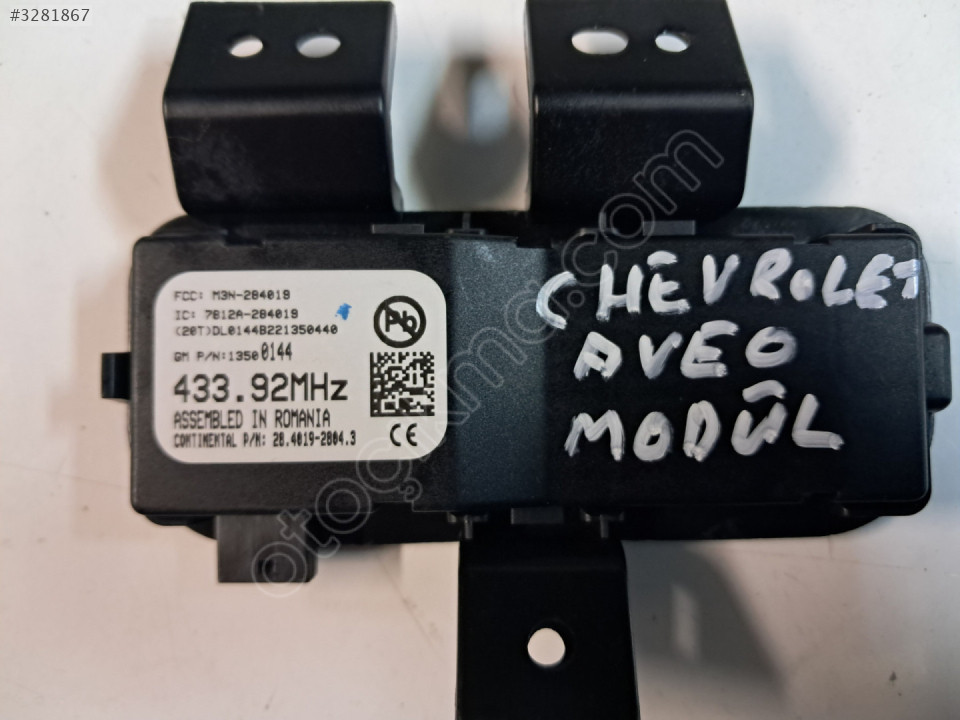 #3281867
FCC: M3N-284019
IC: 7812A-284019
(20T)DL0144B221350440
GM P/N:13500144
433.92MHz
ASSEMBLED IN ROMANIA
CONTINENTAL P/N: 28.4019-2804.3
Pb
CE
CHEVROLET
AVEO
MODÜL
otoçıkma.com